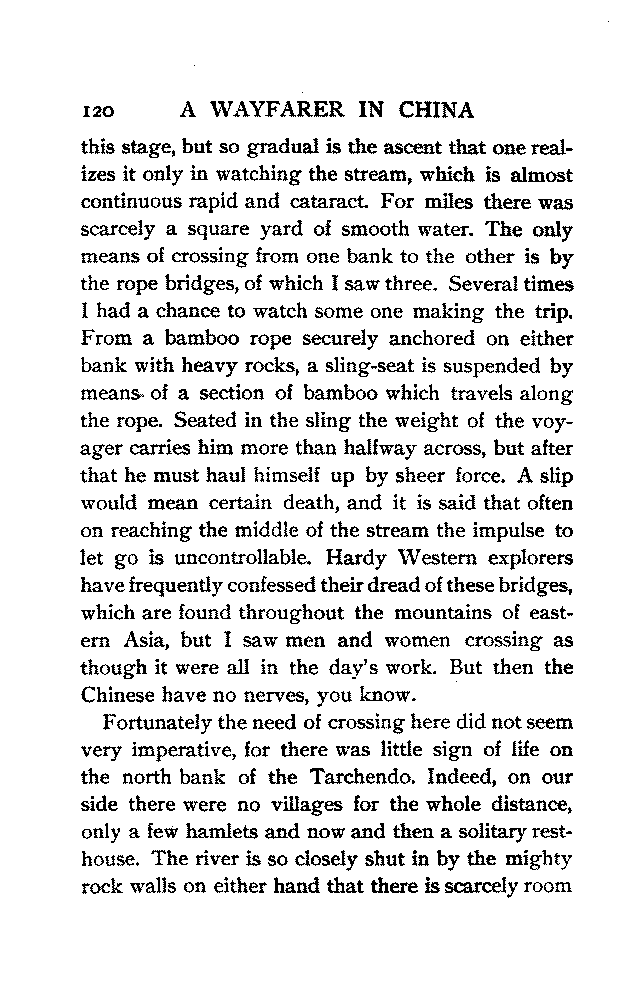 120 A WAYFARER IN CHINA
this stage, but so gradual is the ascent that one real-
izes it only in watching the stream, which is almost
continuous rapid and cataract. For miles there was
scarcely a square yard of smooth water. The only
means of crossing from one bank to the other is by
the rope bridges, of which I saw three. Several times
I had a chance to watch some one making the trip.
From a bamboo rope securely anchored on either
bank with heavy rocks, a sling-seat is suspended by
means of a section of bamboo which travels along
the rope. Seated in the sling the weight of the voy-
ager carries him more than halfway across, but after
that he must haul himself up by sheer force. A slip
would mean certain death, and it is said that often
on reaching the middle of the stream the impulse to
let go is uncontrollable. Hardy Western explorers
have frequently confessed their dread of these bridges,
which are found throughout the mountains of east-
ern Asia, but I saw men and women crossing as
though it were all in the day's work. But then the
Chinese have no nerves, you know.
Fortunately the need of crossing here did not seem
very imperative, for there was little sign of life on
the north bank of the Tarchendo. Indeed, on our
side there were no villages for the whole distance,
only a few hamlets and now and then a solitary rest-
house. The river is so closely shut in by the mighty
rock walls on either hand that there is scarcely room